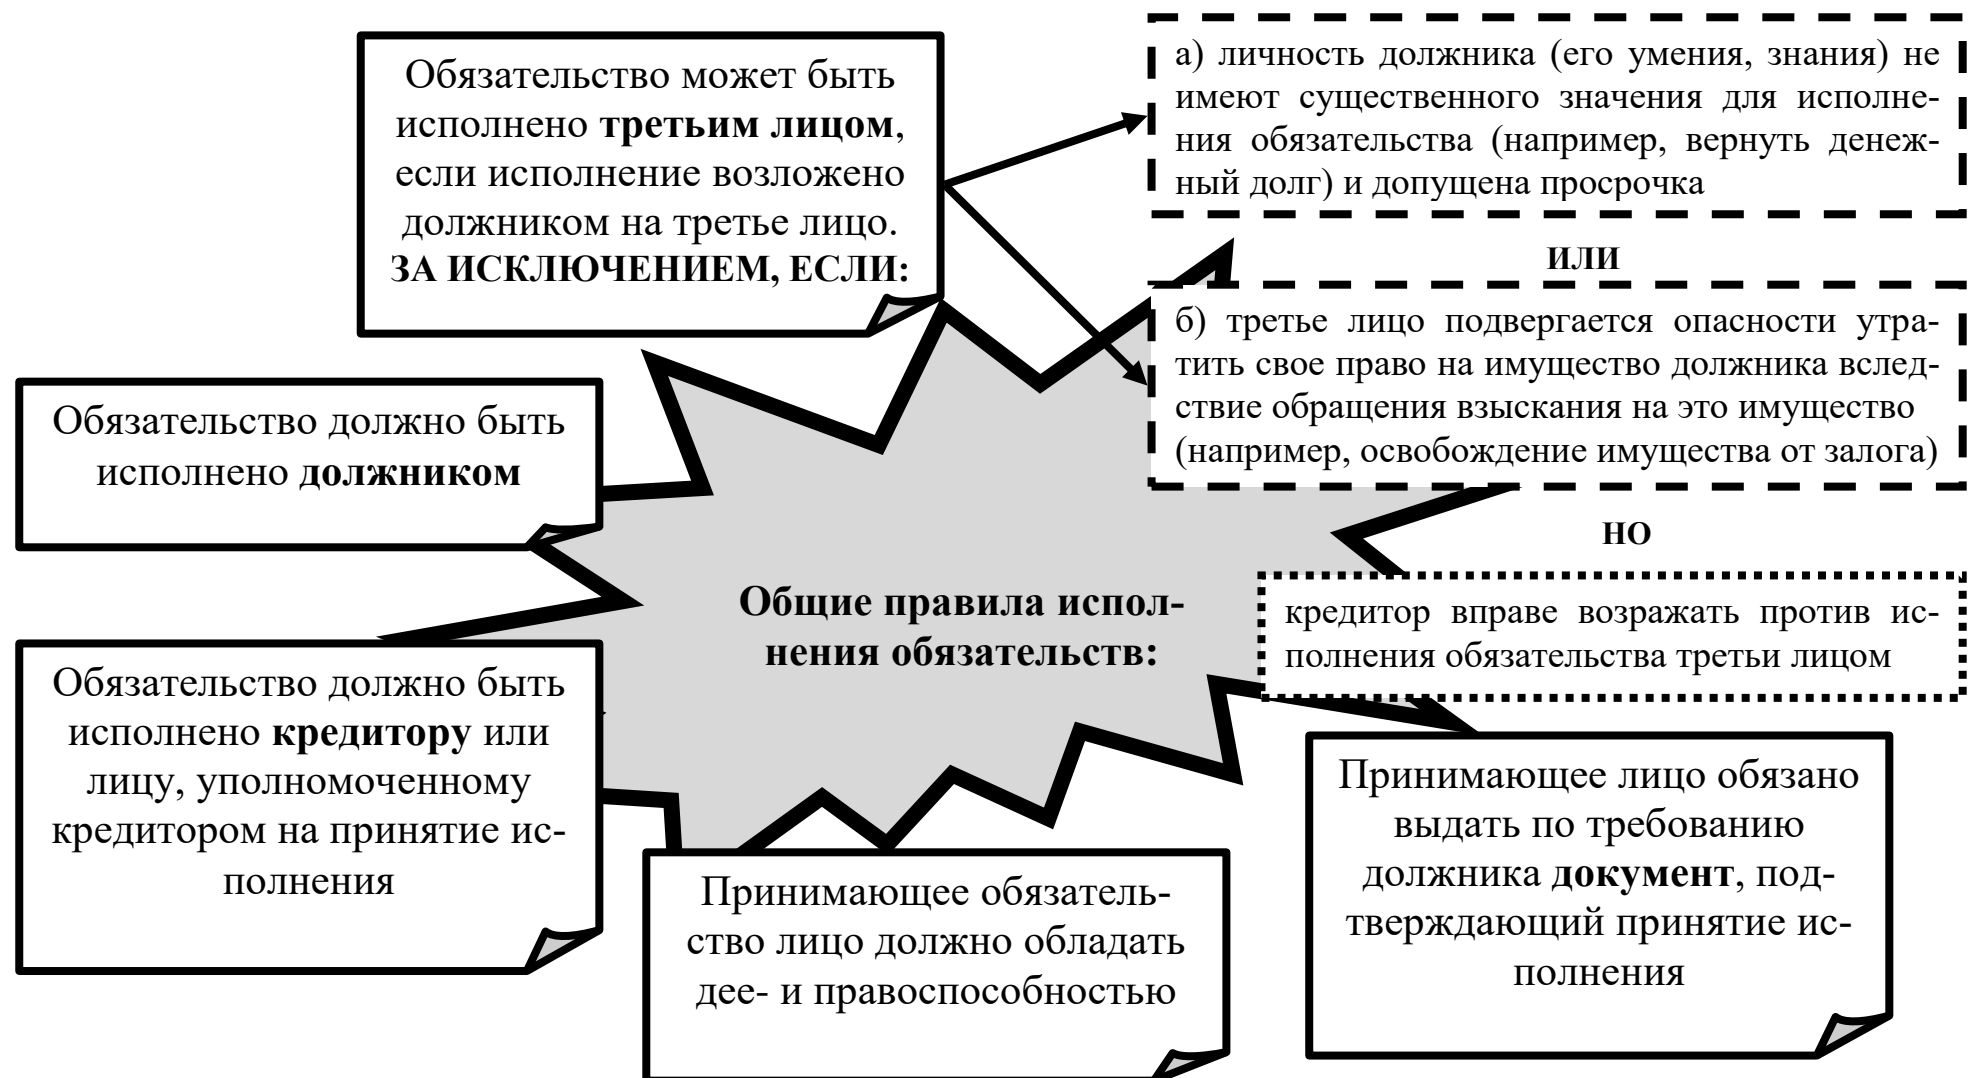 Обязательство может быть
исполнено третьим лицом,
если исполнение возложено
должником на третье лицо.
ЗА ИСКЛЮЧЕНИЕМ, ЕСЛИ:
а) личность должника (его умения, знания) не
имеют существенного значения для исполне-
ния обязательства (например, вернуть денеж-
ный долг) и допущена просрочка
ИЛИ
б) третье лицо подвергается опасности утра-
тить свое право на имущество должника вслед-
ствие обращения взыскания на это имущество
(например, освобождение имущества от залога)
НО
кредитор вправе возражать против ис-
полнения обязательства третьи лицом
Обязательство должно быть
исполнено должником
Общие правила испол-
нения обязательств:
Обязательство должно быть
исполнено кредитору или
лицу, уполномоченному
кредитором на принятие ис-
полнения
Принимающее обязатель-
ство лицо должно обладать
дее- и правоспособностью
Принимающее лицо обязано
выдать по требованию
должника документ, под-
тверждающий принятие ис-
полнения